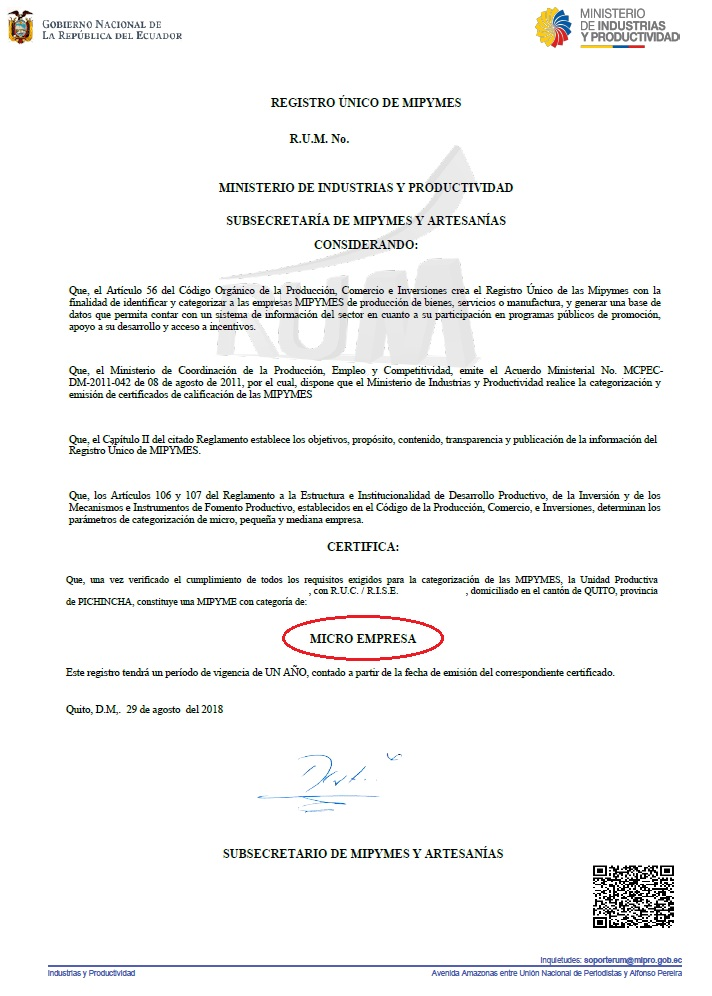 GOBIERNO NACIONAL DE
LA REPÚBLICA DEL ECUADOR
MINISTERIO
DE INDUSTRIAS
Y PRODUCTIVIDAD
REGISTRO ÚNICO DE MIPYMES
R.U.M. No.
MINISTERIO DE INDUSTRIAS Y PRODUCTIVIDAD
SUBSECRETARÍA DE MIPYMES Y ARTESANÍAS
CONSIDERANDO:
RUM
Que, el Artículo 56 del Código Orgánico de la Producción, Comercio e Inversiones crea el Registro Único de las Mipymes con la
finalidad de identificar y categorizar a las empresas MIPYMES de producción de bienes, servicios o manufactura, y generar una base de
datos que permita contar con un sistema de información del sector en cuanto a su participación en programas públicos de promoción,
apoyo a su desarrollo y acceso a incentivos.
Que, el Ministerio de Coordinación de la Producción, Empleo y Competitividad, emite el Acuerdo Ministerial No. MCPEC-
DM-2011-042 de 08 de agosto de 2011, por el cual, dispone que el Ministerio de Industrias y Productividad realice la categorización y
emisión de certificados de calificación de las MIPYMES
Que, el Capítulo II del citado Reglamento establece los objetivos, propósito, contenido, transparencia y publicación de la información del
Registro Único de MIPYMES.
Que, los Artículos 106 y 107 del Reglamento a la Estructura e Institucionalidad de Desarrollo Productivo, de la Inversión y de los
Mecanismos e Instrumentos de Fomento Productivo, establecidos en el Código de la Producción, Comercio, e Inversiones, determinan los
parámetros de categorización de micro, pequeña y mediana empresa.
CERTIFICA:
Que, una vez verificado el cumplimiento de todos los requisitos exigidos para la categorización de las MIPYMES, la Unidad Productiva
, con R.U.C. / R.I.S.E. , domiciliado en el cantón de QUITO, provincia
de PICHINCHA, constituye una MIPYME con categoría de:
MICRO EMPRESA
Este registro tendrá un período de vigencia de UN AÑO, contado a partir de la fecha de emisión del correspondiente certificado.
Quito, D.M,. 29 de agosto del 2018
SUBSECRETARIO DE MIPYMES Y ARTESANÍAS
Inquietudes: soporterum@mipro.gob.ec
Industrias y Productividad Avenida Amazonas entre Unión Nacional de Periodistas y Alfonso Pereira